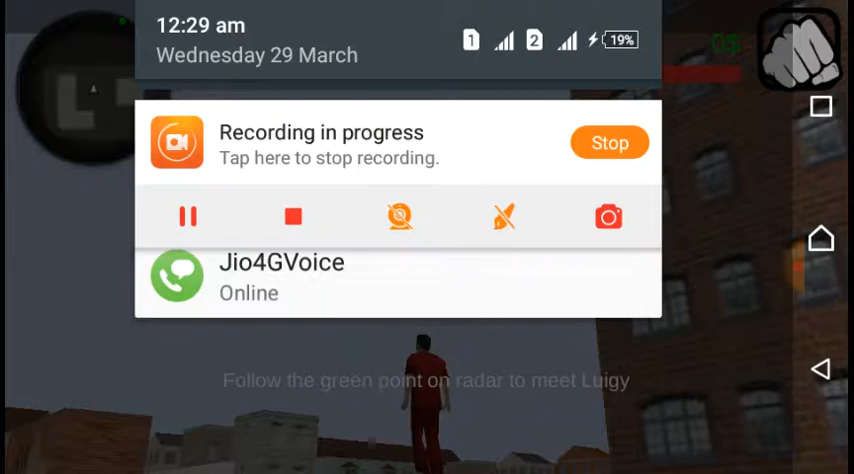 12:29 am
Wednesday 29 March
1
2
19%
0$
Recording in progress
Tap here to stop recording.
Stop
Jio4GVoice
Online
Follow the green point on radar to meet Luigy